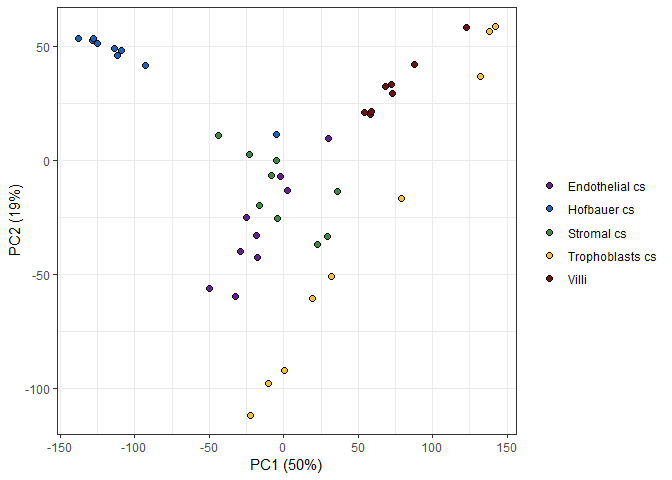 50
0
-50
-100
PC2 (19%)
-150
-100
-50
0
50
100
150
PC1 (50%)
Endothelial cs
Hofbauer cs
Stromal cs
Trophoblasts cs
Villi